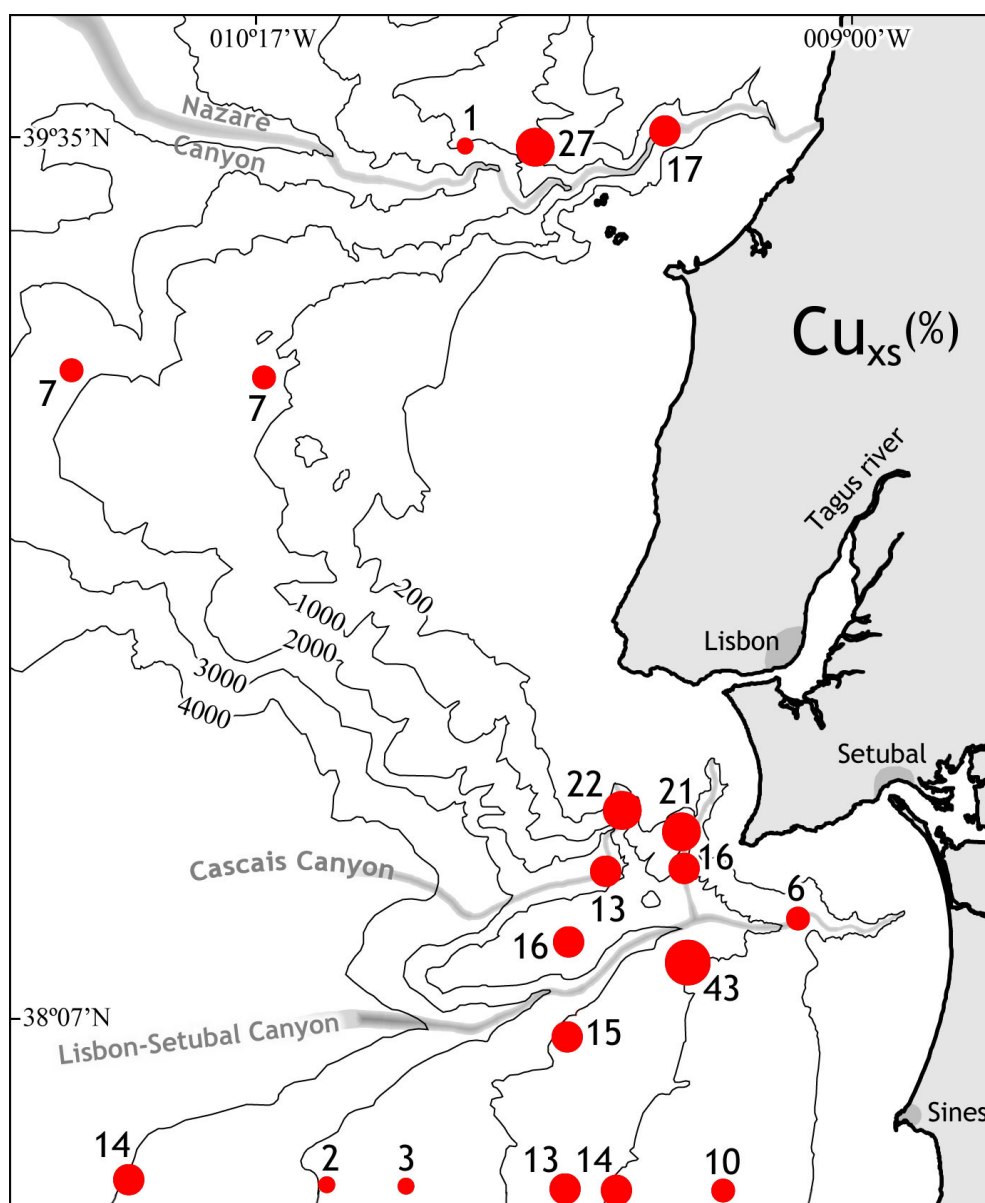 010º17'W
009º00'W
39º35'N
Nazare
Canyon
1
27
17
Cu_xs (%)
7
7
Tagus river
200
1000
2000
3000
4000
Lisbon
Setubal
22
21
16
Cascais Canyon
13
6
16
43
38º07'N
Lisbon-Setubal Canyon
15
Sines
14
2
3
13
14
10